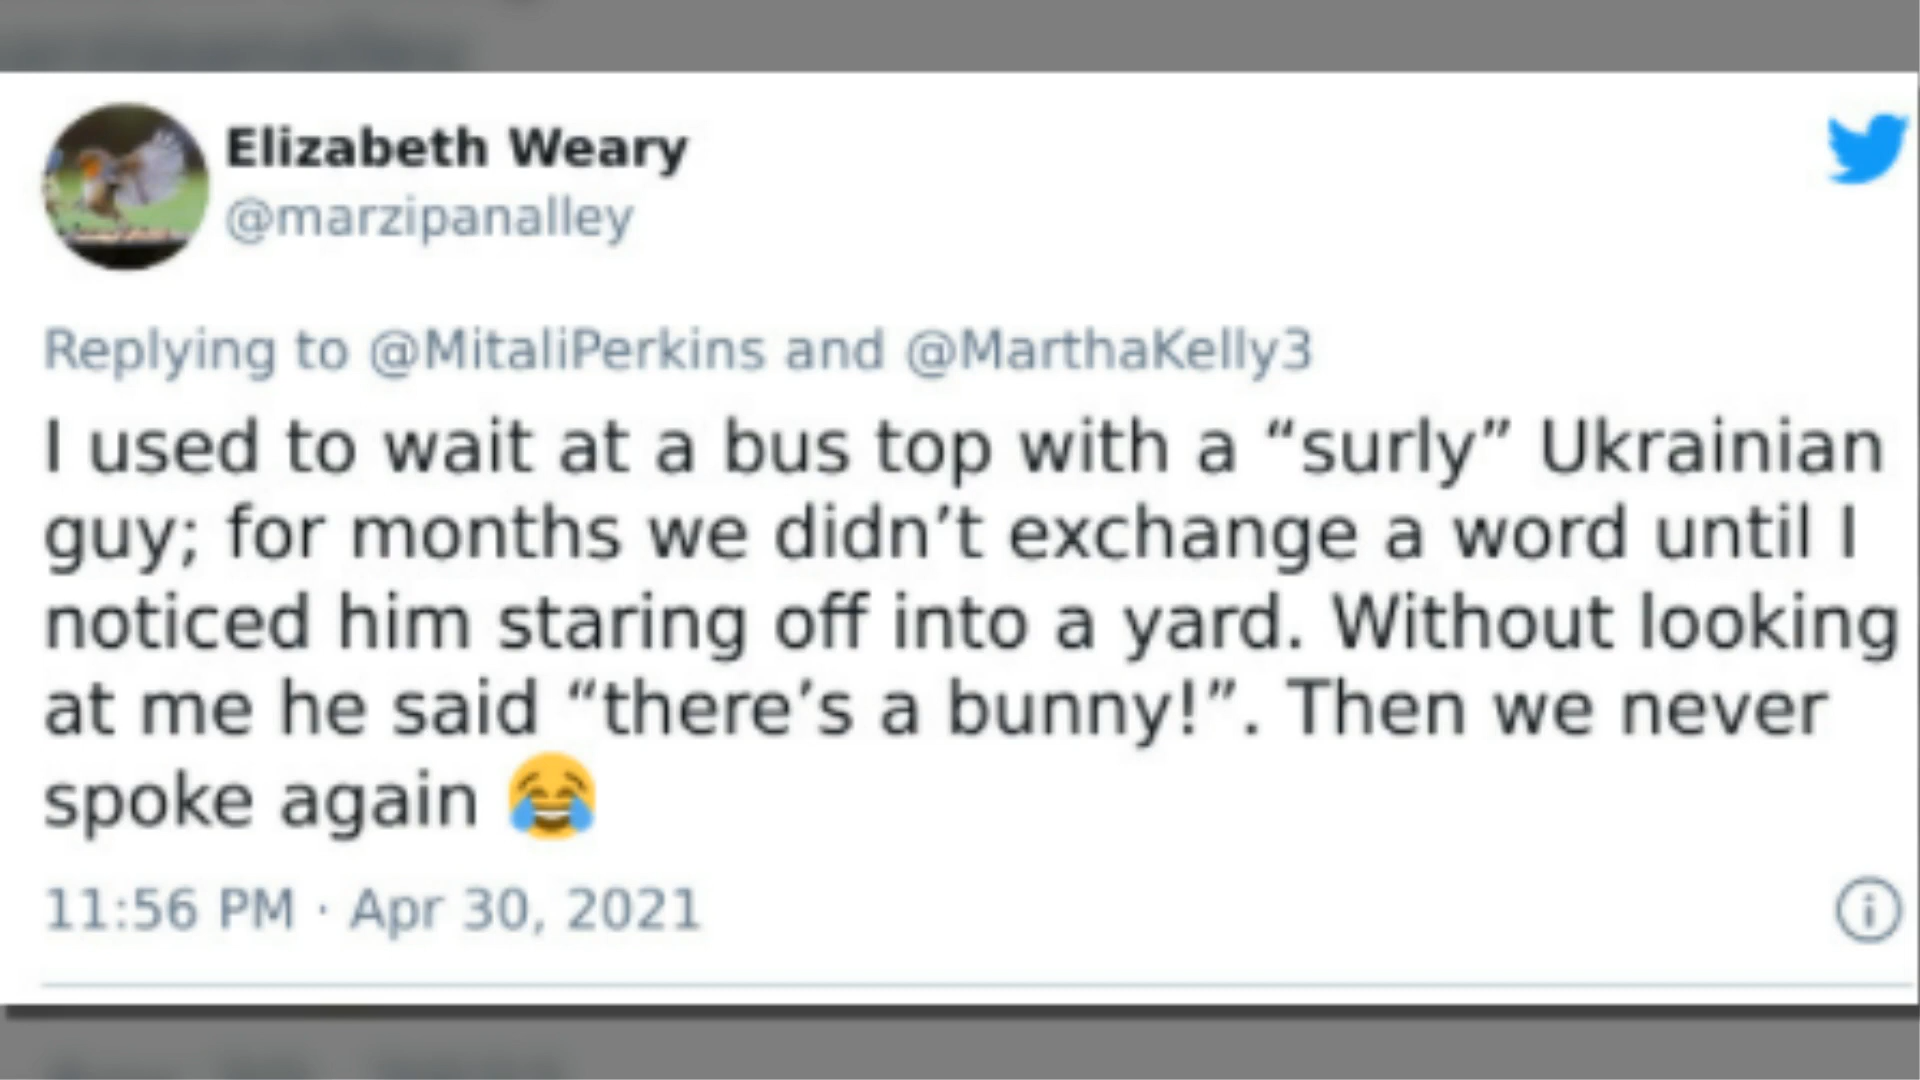 Elizabeth Weary
@marzipanalley
Replying to @MitaliPerkins and @MarthaKelly3
I used to wait at a bus top with a “surly” Ukrainian
guy; for months we didn’t exchange a word until I
noticed him staring off into a yard. Without looking
at me he said “there’s a bunny!”. Then we never
spoke again 😂
11:56 PM · Apr 30, 2021